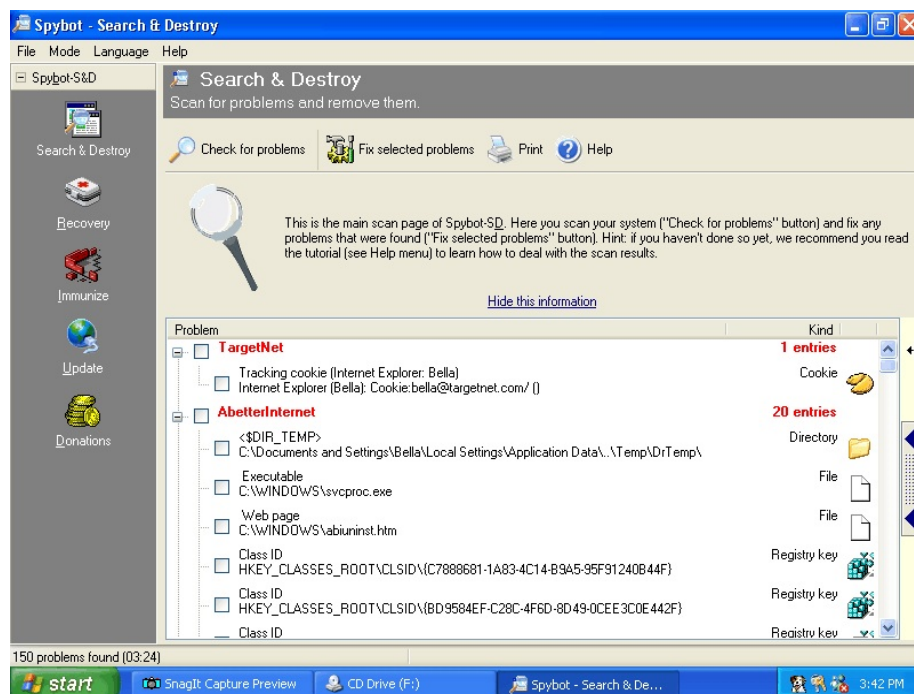 Spybot - Search & Destroy
File Mode Language Help
Spybot-S&D
Search & Destroy
Scan for problems and remove them.
Search & Destroy
Recovery
Immunize
Update
Donations
Check for problems Fix selected problems Print Help
This is the main scan page of Spybot-SD. Here you scan your system ("Check for problems" button) and fix any
problems that were found ("Fix selected problems" button). Hint: if you haven't done so yet, we recommend you read
the tutorial (see Help menu) to learn how to deal with the scan results.
Hide this information
Problem Kind
TargetNet 1 entries
Tracking cookie (Internet Explorer: Bella) Cookie
Internet Explorer (Bella): Cookie:bella@targetnet.com/ ()
AbetterInternet 20 entries
<$DIR_TEMP> Directory
C:\Documents and Settings\Bella\Local Settings\Application Data\..\Temp\DrTemp\
Executable File
C:\WINDOWS\svcproc.exe
Web page File
C:\WINDOWS\abiuninst.htm
Class ID Registry key
HKEY_CLASSES_ROOT\CLSID\{C7888681-1A83-4C14-B9A5-95F91240B44F}
Class ID Registry key
HKEY_CLASSES_ROOT\CLSID\{BD9584EF-C28C-4F6D-8D49-0CEE3C0E442F}
Class ID Registry key
150 problems found (03:24)
start SnagIt Capture Preview CD Drive (F:) Spybot - Search & De... 3:42 PM